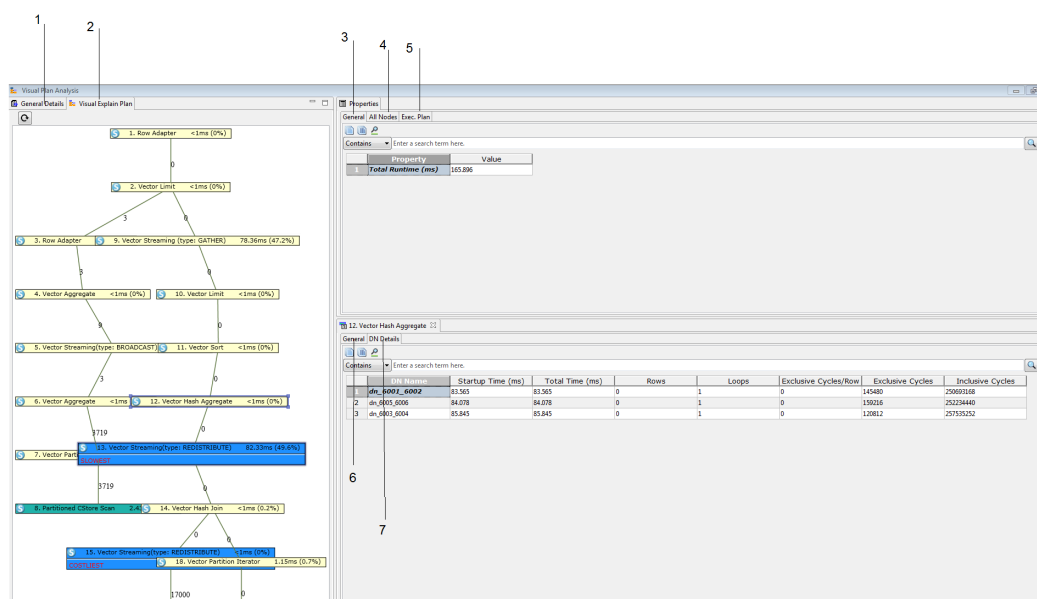 1
2
3
4
5
Visual Plan Analysis
General Details
Visual Explain Plan
1. Row Adapter <1ms (0%)
0
2. Vector Limit <1ms (0%)
3
0
3. Row Adapter
9. Vector Streaming (type: GATHER) 78.36ms (47.2%)
3
0
4. Vector Aggregate <1ms (0%)
10. Vector Limit <1ms (0%)
9
0
5. Vector Streaming(type: BROADCAST)
11. Vector Sort <1ms (0%)
3
0
6. Vector Aggregate <1ms
12. Vector Hash Aggregate <1ms (0%)
3719
0
13. Vector Streaming(type: REDISTRIBUTE) 82.33ms (49.6%)
SLOWEST
7. Vector Parti
3719
0
8. Partitioned CStore Scan 2.4
14. Vector Hash Join <1ms (0.2%)
0
0
15. Vector Streaming(type: REDISTRIBUTE) <1ms (0%)
COSTLIEST
18. Vector Partition Iterator 1.15ms (0.7%)
17000
0
Properties
General
All Nodes
Exec. Plan
Contains
Enter a search term here.
Property Value
1 Total Runtime (ms) 165.896
12. Vector Hash Aggregate
General
DN Details
Contains
Enter a search term here.
DN Name Startup Time (ms) Total Time (ms) Rows Loops Exclusive Cycles/Row Exclusive Cycles Inclusive Cycles
1 dn_6001_6002 83.565 83.565 0 1 0 145480 250693168
2 dn_6005_6006 84.078 84.078 0 1 0 159216 252234440
3 dn_6003_6004 85.845 85.845 0 1 0 120812 257535252
6
7